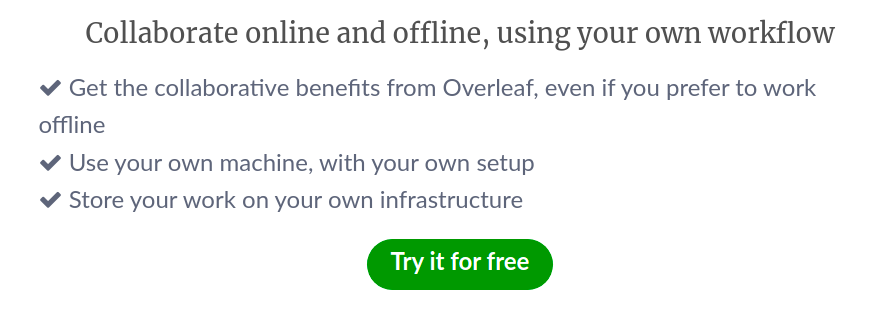 Collaborate online and offline, using your own workflow
✔ Get the collaborative benefits from Overleaf, even if you prefer to work
offline
✔ Use your own machine, with your own setup
✔ Store your work on your own infrastructure
Try it for free